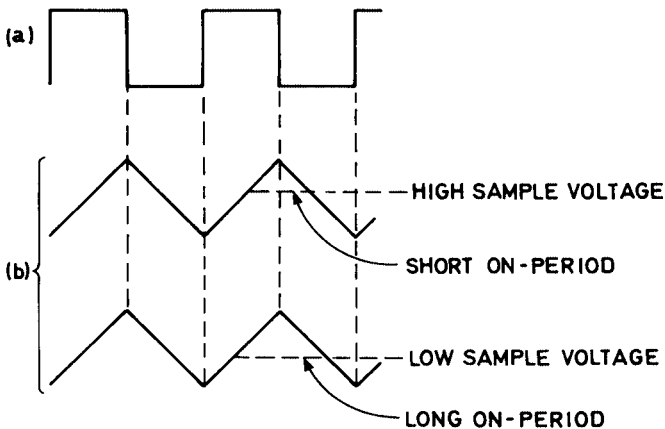 (a)
HIGH SAMPLE VOLTAGE
SHORT ON-PERIOD
(b)
LOW SAMPLE VOLTAGE
LONG ON-PERIOD